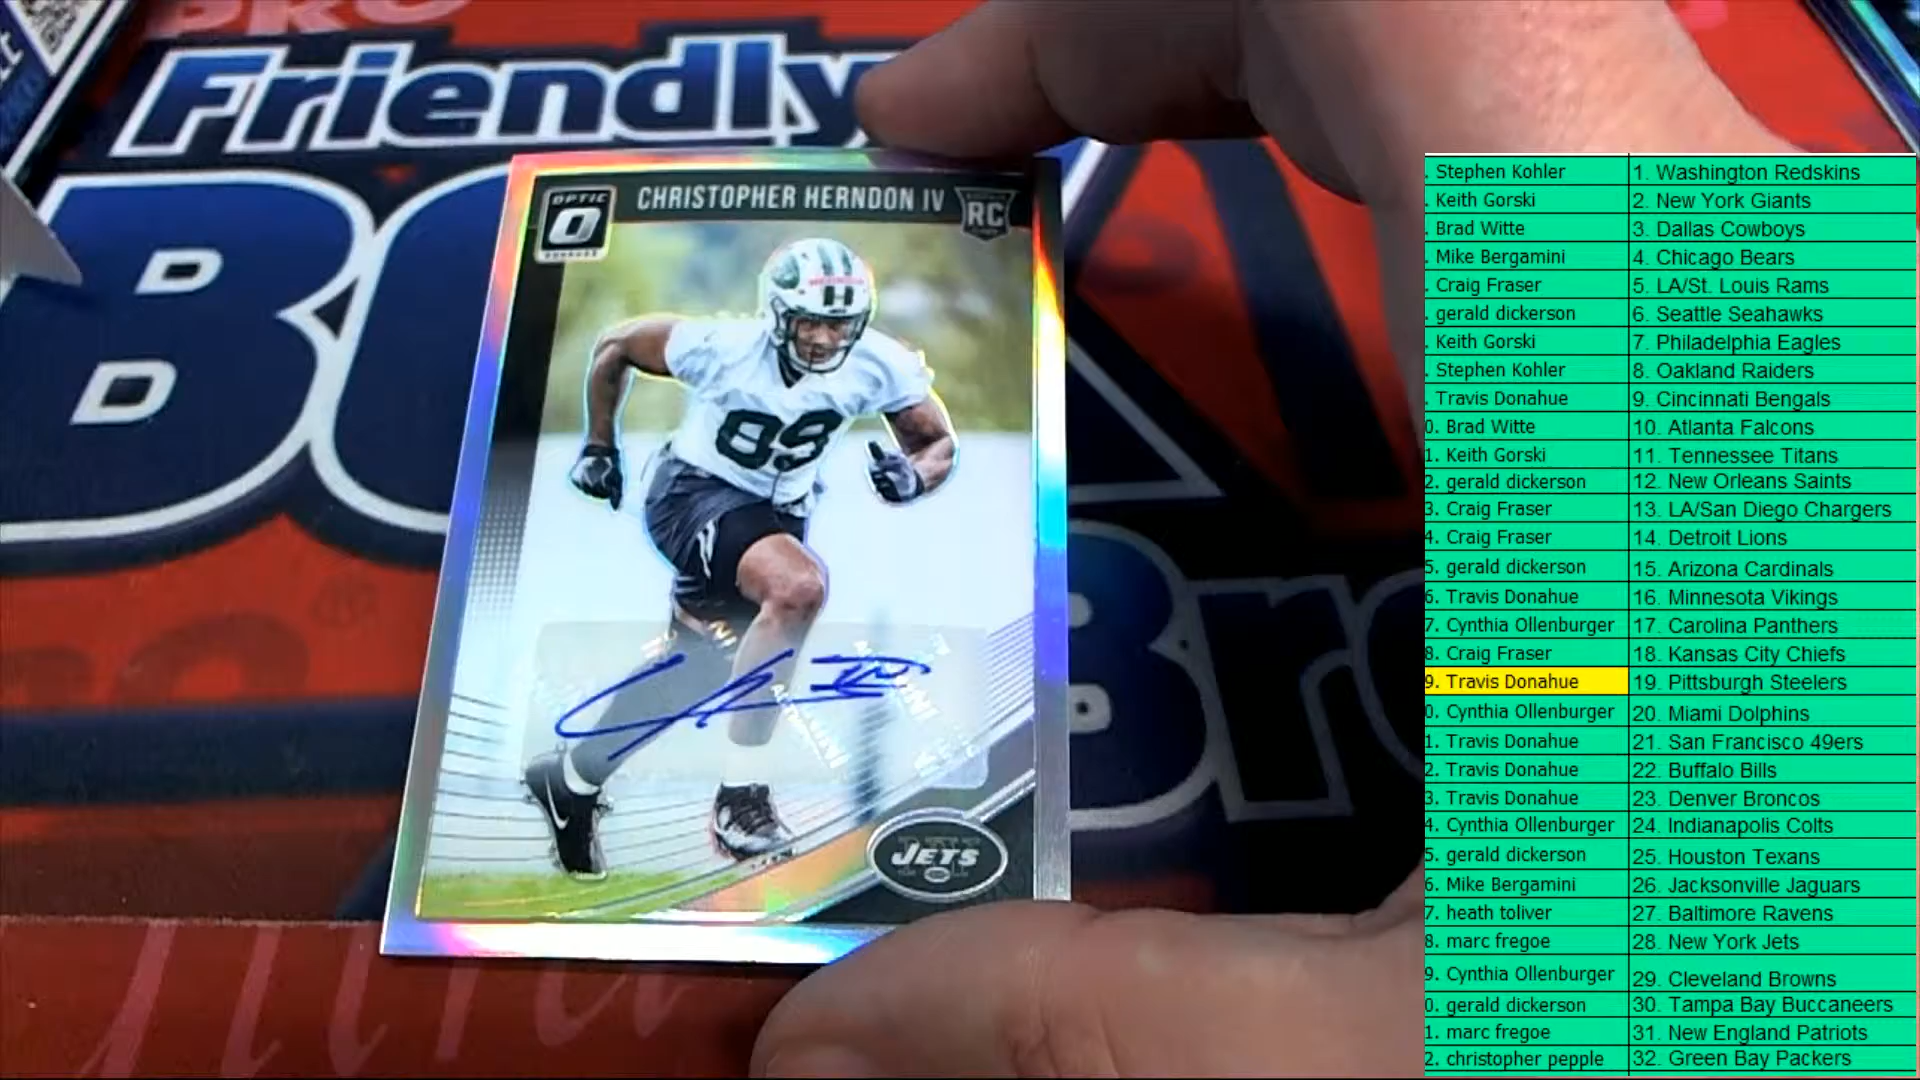 PRO
Friendly
BO
Bro
OPTIC
CHRISTOPHER HERNDON IV
RC
HERNDON
89
JETS
. Stephen Kohler 1. Washington Redskins
. Keith Gorski 2. New York Giants
. Brad Witte 3. Dallas Cowboys
. Mike Bergamini 4. Chicago Bears
. Craig Fraser 5. LA/St. Louis Rams
. gerald dickerson 6. Seattle Seahawks
. Keith Gorski 7. Philadelphia Eagles
. Stephen Kohler 8. Oakland Raiders
. Travis Donahue 9. Cincinnati Bengals
0. Brad Witte 10. Atlanta Falcons
1. Keith Gorski 11. Tennessee Titans
2. gerald dickerson 12. New Orleans Saints
3. Craig Fraser 13. LA/San Diego Chargers
4. Craig Fraser 14. Detroit Lions
5. gerald dickerson 15. Arizona Cardinals
6. Travis Donahue 16. Minnesota Vikings
7. Cynthia Ollenburger 17. Carolina Panthers
8. Craig Fraser 18. Kansas City Chiefs
9. Travis Donahue 19. Pittsburgh Steelers
0. Cynthia Ollenburger 20. Miami Dolphins
1. Travis Donahue 21. San Francisco 49ers
2. Travis Donahue 22. Buffalo Bills
3. Travis Donahue 23. Denver Broncos
4. Cynthia Ollenburger 24. Indianapolis Colts
5. gerald dickerson 25. Houston Texans
6. Mike Bergamini 26. Jacksonville Jaguars
7. heath toliver 27. Baltimore Ravens
8. marc fregoe 28. New York Jets
9. Cynthia Ollenburger 29. Cleveland Browns
0. gerald dickerson 30. Tampa Bay Buccaneers
1. marc fregoe 31. New England Patriots
2. christopher pepple 32. Green Bay Packers